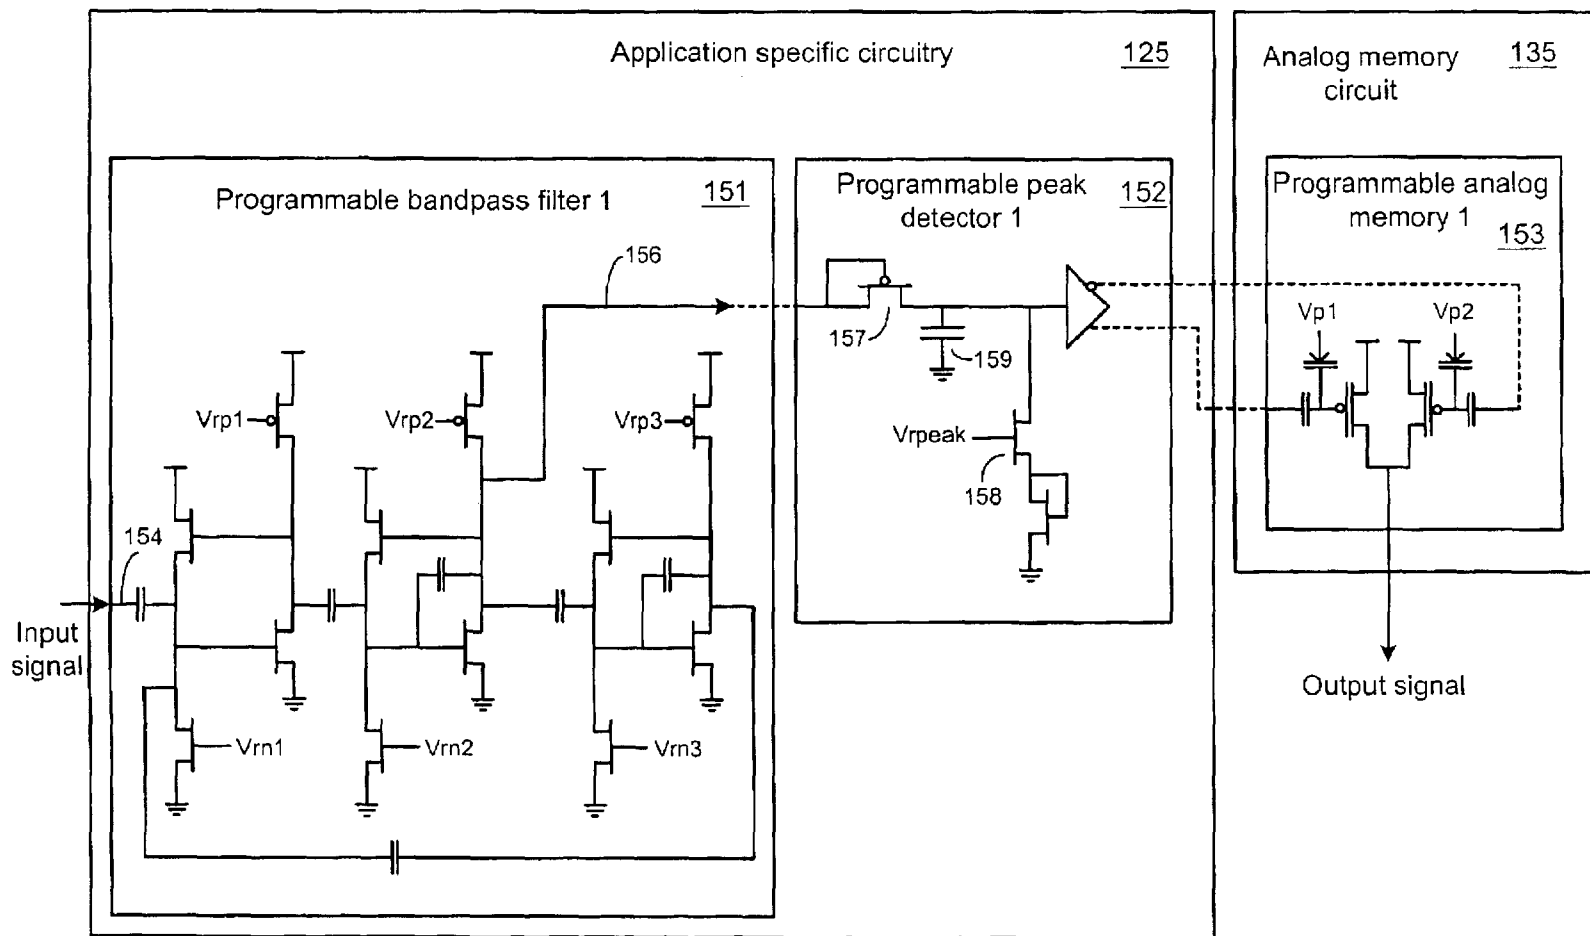 Application specific circuitry 125
Analog memory circuit 135
Programmable bandpass filter 1 151
Programmable peak detector 1 152
Programmable analog memory 1 153
156
157
159
Vp1
Vp2
Vrp1
Vrp2
Vrp3
Vrpeak
158
154
Input signal
Vrn1
Vrn2
Vrn3
Output signal